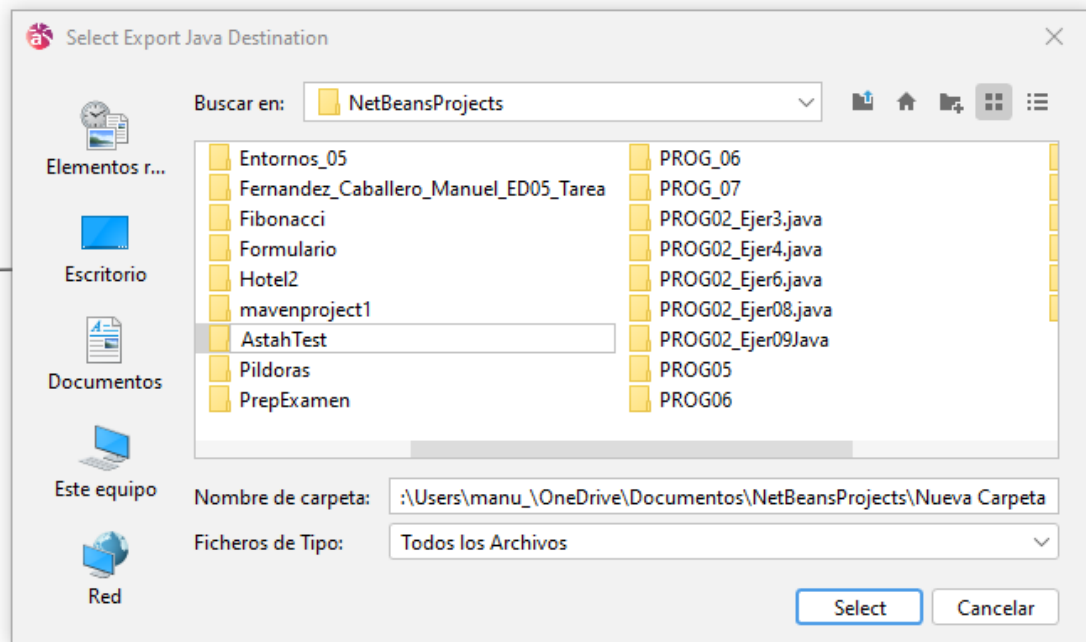 Select Export Java Destination
Buscar en:
NetBeansProjects
Elementos r...
Escritorio
Documentos
Este equipo
Red
Entornos_05
Fernandez_Caballero_Manuel_ED05_Tarea
Fibonacci
Formulario
Hotel2
mavenproject1
AstahTest
Pildoras
PrepExamen
PROG_06
PROG_07
PROG02_Ejer3.java
PROG02_Ejer4.java
PROG02_Ejer6.java
PROG02_Ejer08.java
PROG02_Ejer09Java
PROG05
PROG06
Nombre de carpeta: :\Users\manu_\OneDrive\Documentos\NetBeansProjects\Nueva Carpeta
Ficheros de Tipo: Todos los Archivos
Select
Cancelar